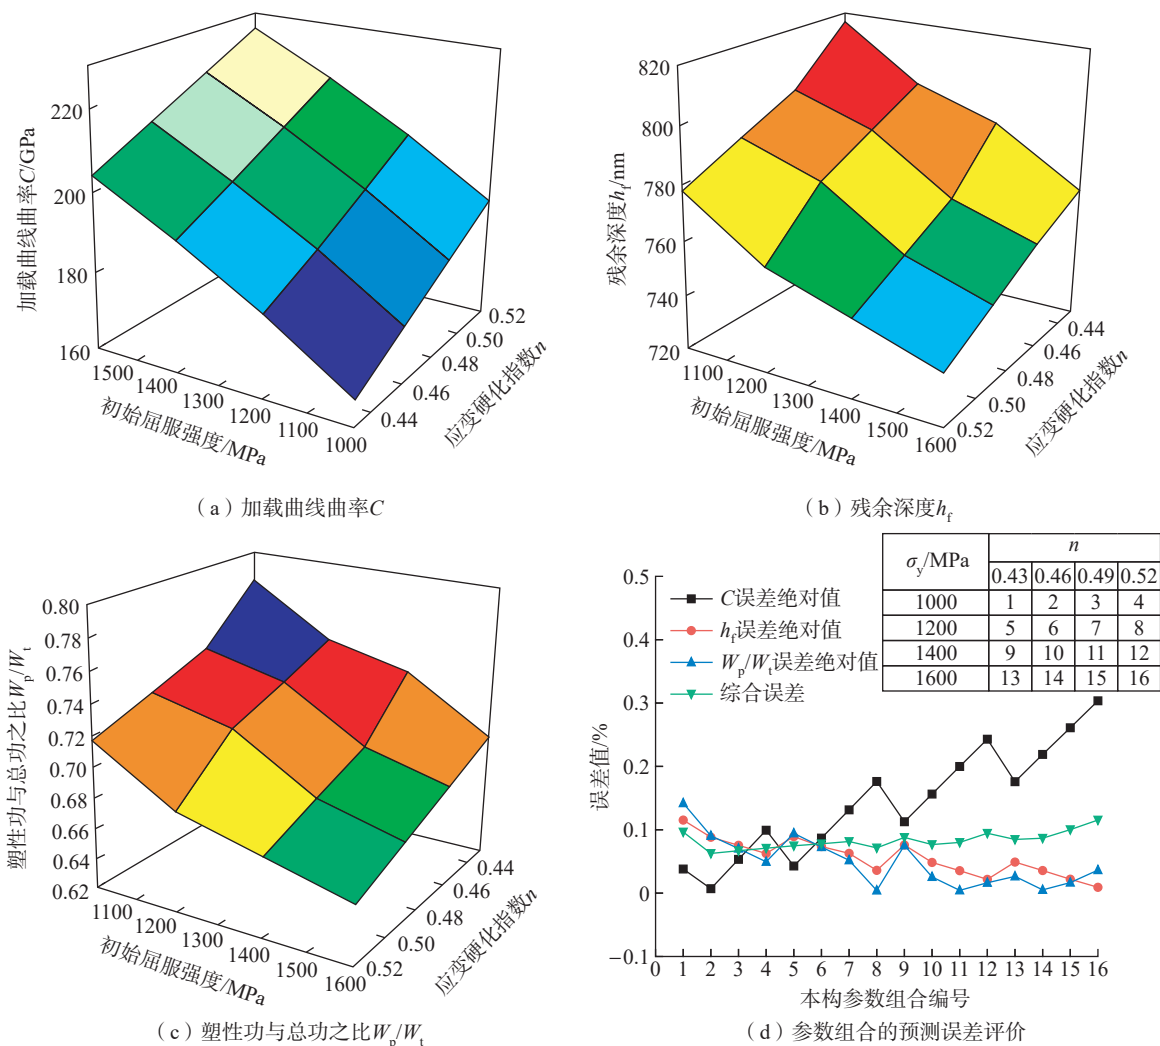 加载曲线曲率C/GPa
220
200
180
160
1500
1400
1300
1200
1100
1000
初始屈服强度/MPa
0.44
0.46
0.48
0.50
0.52
应变硬化指数n
（a）加载曲线曲率C
残余深度hf/nm
820
800
780
760
740
720
1100
1200
1300
1400
1500
1600
初始屈服强度/MPa
0.52
0.50
0.48
0.46
0.44
应变硬化指数n
（b）残余深度hf
塑性功与总功之比Wp/Wt
0.80
0.78
0.76
0.74
0.72
0.70
0.68
0.66
0.64
0.62
1100
1200
1300
1400
1500
1600
初始屈服强度/MPa
0.52
0.50
0.48
0.46
0.44
应变硬化指数n
（c）塑性功与总功之比Wp/Wt
σy/MPa n
0.43 0.46 0.49 0.52
1000 1 2 3 4
1200 5 6 7 8
1400 9 10 11 12
1600 13 14 15 16
C误差绝对值
hf误差绝对值
Wp/Wt误差绝对值
综合误差
误差值/%
0.5
0.4
0.3
0.2
0.1
0
−0.1
0 1 2 3 4 5 6 7 8 9 10 11 12 13 14 15 16
本构参数组合编号
（d）参数组合的预测误差评价